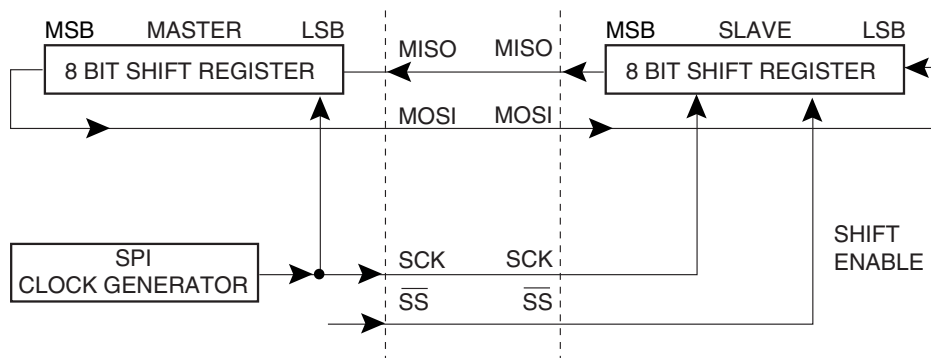 MSB MASTER LSB
MISO MISO
MSB SLAVE LSB
8 BIT SHIFT REGISTER
8 BIT SHIFT REGISTER
MOSI MOSI
SHIFT
ENABLE
SPI
CLOCK GENERATOR
SCK SCK
SS SS